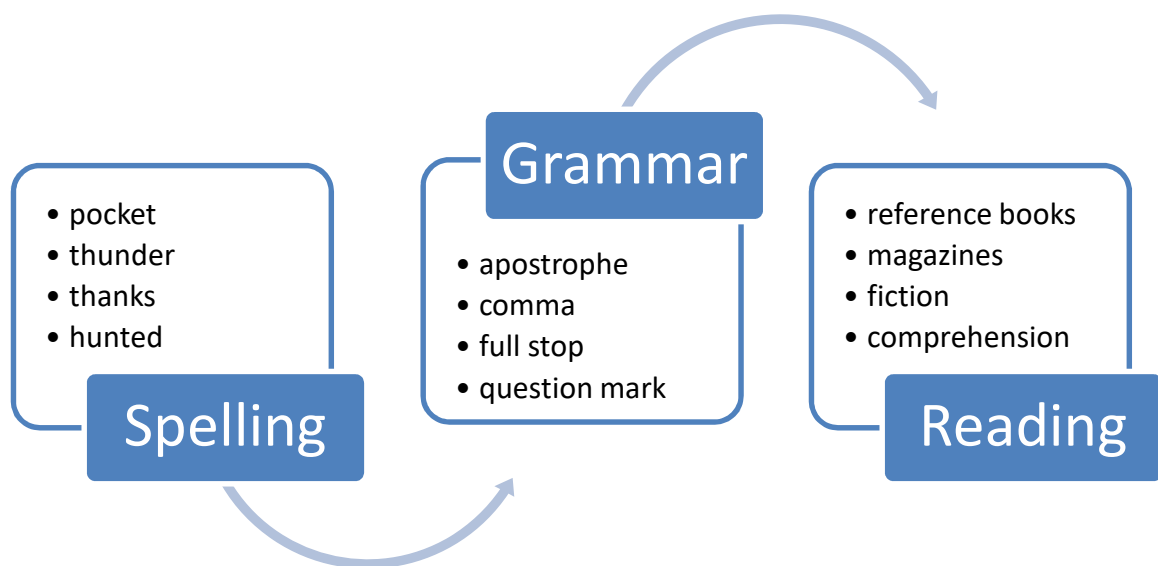 • pocket
• thunder
• thanks
• hunted
Spelling
Grammar
• apostrophe
• comma
• full stop
• question mark
• reference books
• magazines
• fiction
• comprehension
Reading